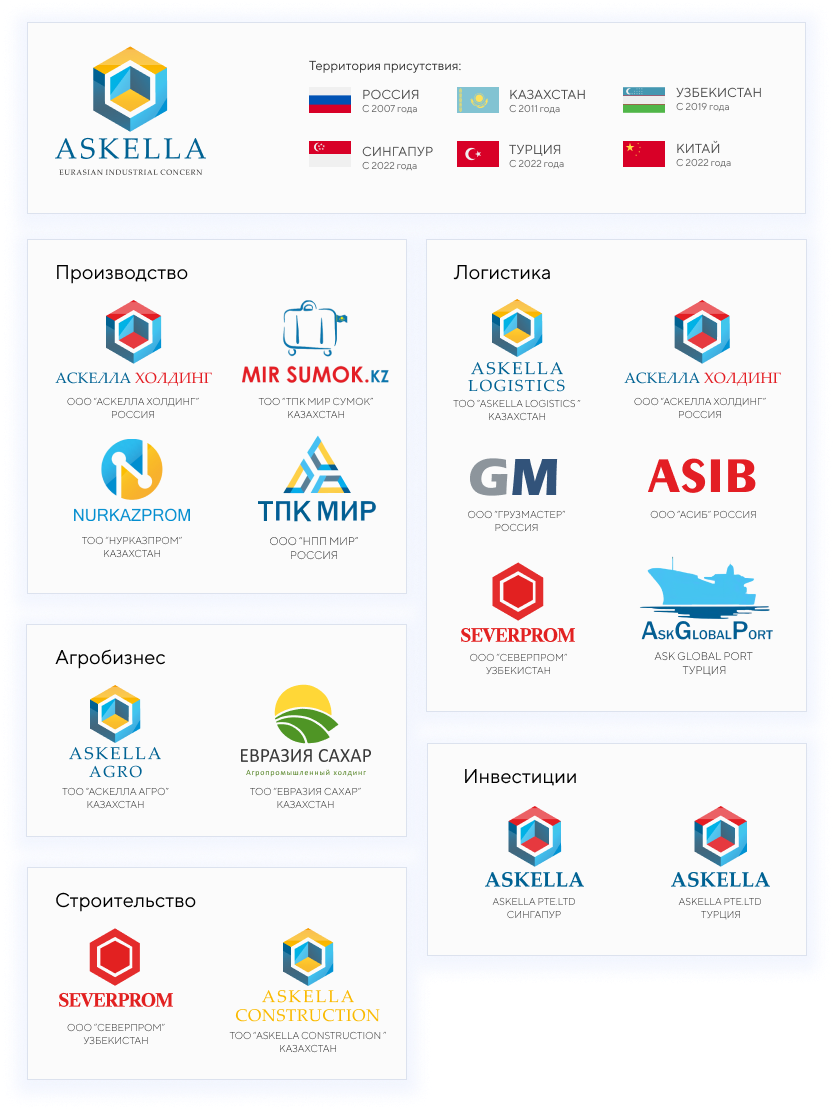 ASKELLA
EURASIAN INDUSTRIAL CONCERN
Территория присутствия:
РОССИЯ
С 2007 года
КАЗАХСТАН
С 2011 года
УЗБЕКИСТАН
С 2019 года
СИНГАПУР
С 2022 года
ТУРЦИЯ
С 2022 года
КИТАЙ
С 2022 года
Производство
АСКЕЛЛА ХОЛДИНГ
ООО "АСКЕЛЛА ХОЛДИНГ"
РОССИЯ
MIR SUMOK.KZ
ТОО "ТПК МИР СУМОК"
КАЗАХСТАН
NURKAZPROM
ТОО "НУРКАЗПРОМ"
КАЗАХСТАН
ТПК МИР
ООО "НПП МИР"
РОССИЯ
Логистика
ASKELLA
LOGISTICS
ТОО "ASKELLA LOGISTICS "
КАЗАХСТАН
АСКЕЛЛА ХОЛДИНГ
ООО "АСКЕЛЛА ХОЛДИНГ"
РОССИЯ
GM
ООО "ГРУЗМАСТЕР"
РОССИЯ
ASIB
ООО "АСИБ" РОССИЯ
SEVERPROM
ООО "СЕВЕРПРОМ"
УЗБЕКИСТАН
ASKGLOBALPORT
ASK GLOBAL PORT
ТУРЦИЯ
Агробизнес
ASKELLA
AGRO
ТОО "АСКЕЛЛА АГРО"
КАЗАХСТАН
ЕВРАЗИЯ САХАР
Агропромышленный холдинг
ТОО "ЕВРАЗИЯ САХАР"
КАЗАХСТАН
Инвестиции
ASKELLA
ASKELLA PTE.LTD
СИНГАПУР
ASKELLA
ASKELLA PTE.LTD
ТУРЦИЯ
Строительство
SEVERPROM
ООО "СЕВЕРПРОМ"
УЗБЕКИСТАН
ASKELLA
CONSTRUCTION
ТОО "ASKELLA CONSTRUCTION "
КАЗАХСТАН